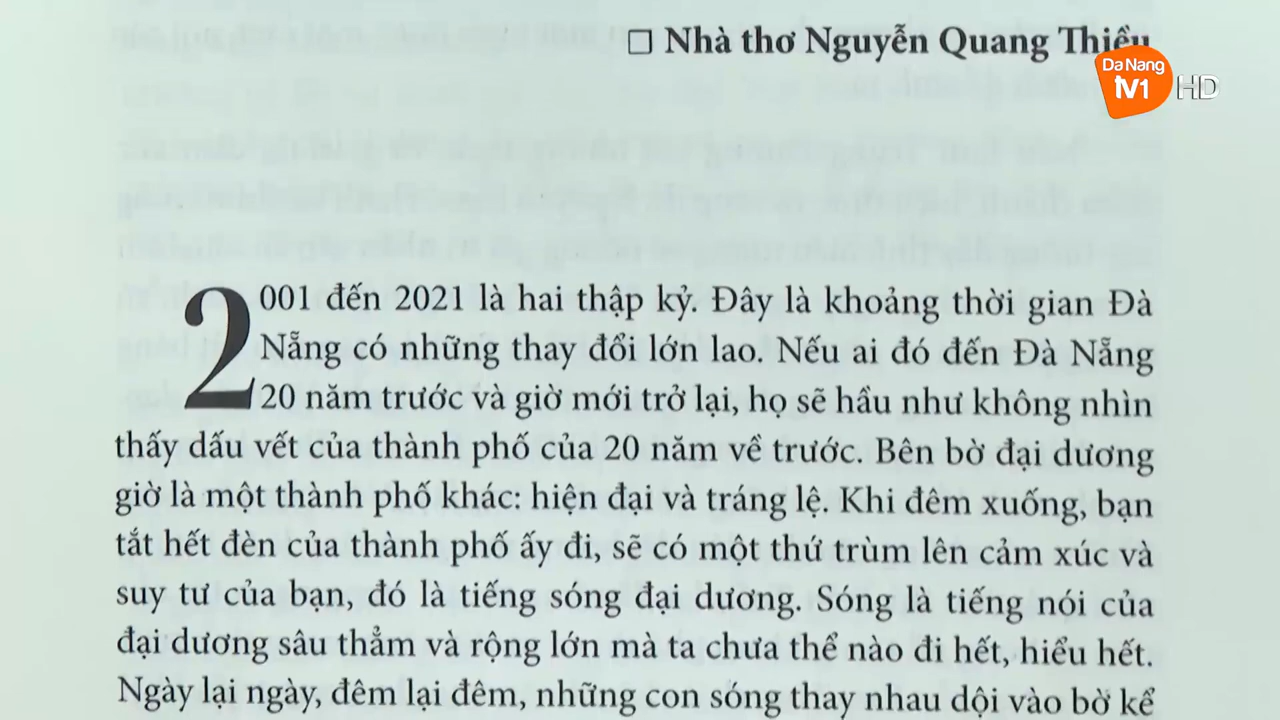 □ Nhà thơ Nguyễn Quang Thiều
Da Nang
TV1 HD
2001 đến 2021 là hai thập kỷ. Đây là khoảng thời gian Đà
Nẵng có những thay đổi lớn lao. Nếu ai đó đến Đà Nẵng
20 năm trước và giờ mới trở lại, họ sẽ hầu như không nhìn
thấy dấu vết của thành phố của 20 năm về trước. Bên bờ đại dương
giờ là một thành phố khác: hiện đại và tráng lệ. Khi đêm xuống, bạn
tắt hết đèn của thành phố ấy đi, sẽ có một thứ trùm lên cảm xúc và
suy tư của bạn, đó là tiếng sóng đại dương. Sóng là tiếng nói của
đại dương sâu thẳm và rộng lớn mà ta chưa thể nào đi hết, hiểu hết.
Ngày lại ngày, đêm lại đêm, những con sóng thay nhau dội vào bờ kể